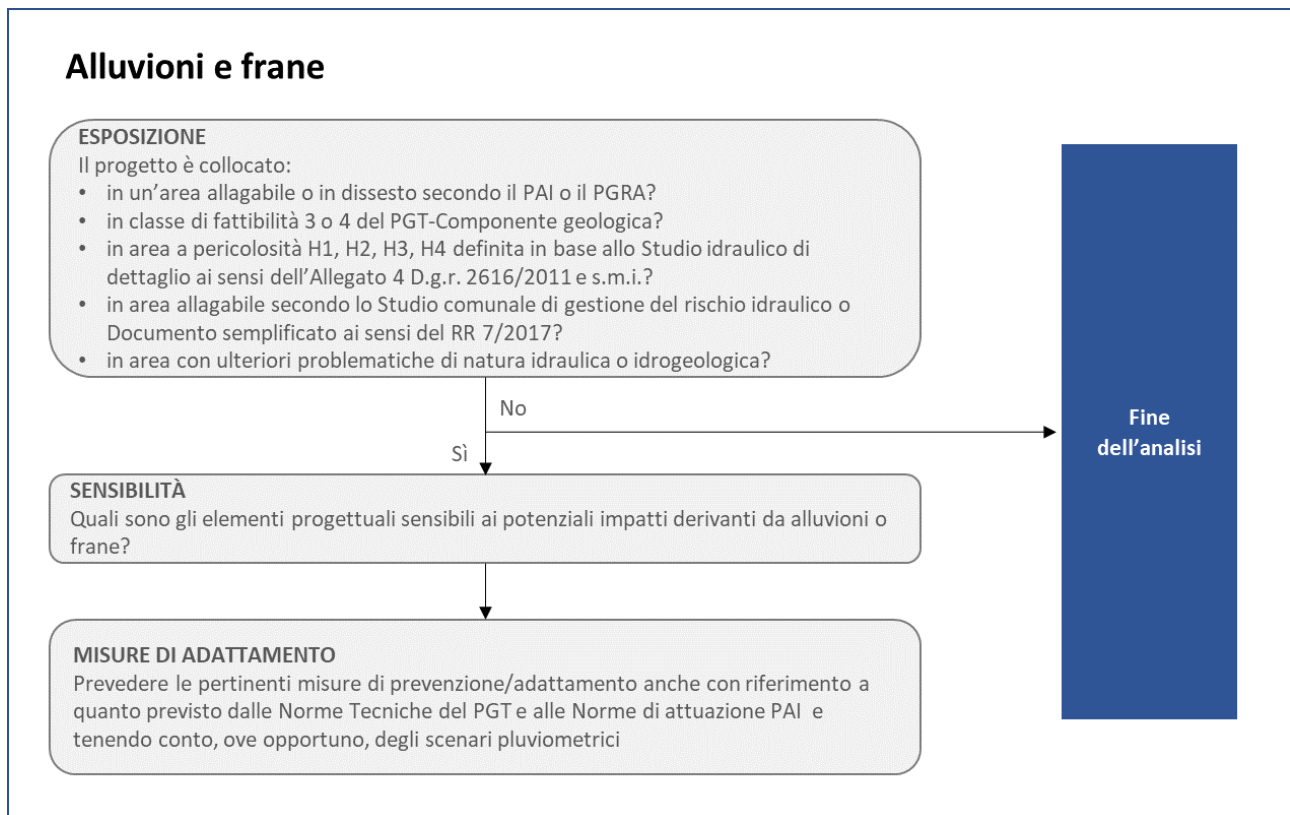 Alluvioni e frane
ESPOSIZIONE
Il progetto è collocato:
• in un'area allagabile o in dissesto secondo il PAI o il PGRA?
• in classe di fattibilità 3 o 4 del PGT-Componente geologica?
• in area a pericolosità H1, H2, H3, H4 definita in base allo Studio idraulico di
dettaglio ai sensi dell'Allegato 4 D.g.r. 2616/2011 e s.m.i.?
• in area allagabile secondo lo Studio comunale di gestione del rischio idraulico o
Documento semplificato ai sensi del RR 7/2017?
• in area con ulteriori problematiche di natura idraulica o idrogeologica?
No
Sì
Fine
dell'analisi
SENSIBILITÀ
Quali sono gli elementi progettuali sensibili ai potenziali impatti derivanti da alluvioni o
frane?
MISURE DI ADATTAMENTO
Prevedere le pertinenti misure di prevenzione/adattamento anche con riferimento a
quanto previsto dalle Norme Tecniche del PGT e alle Norme di attuazione PAI e
tenendo conto, ove opportuno, degli scenari pluviometrici